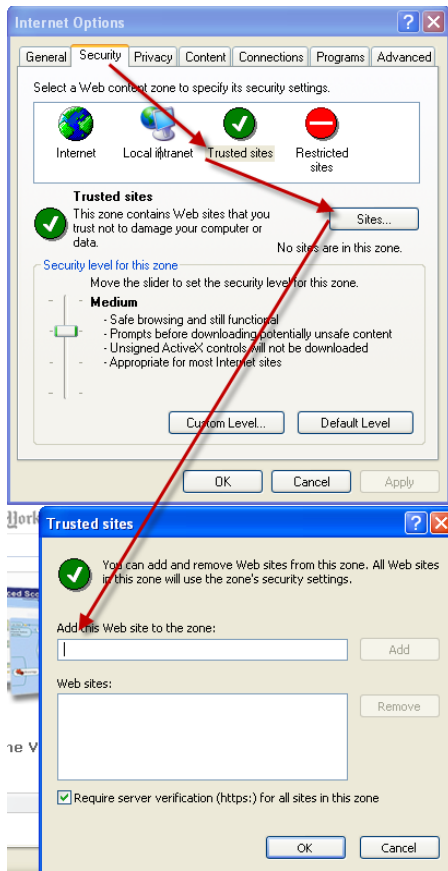 Internet Options
General Security Privacy Content Connections Programs Advanced
Select a Web content zone to specify its security settings.
Internet Local intranet Trusted sites Restricted sites
Trusted sites
This zone contains Web sites that you
trust not to damage your computer or
data.
Sites...
No sites are in this zone.
Security level for this zone
Move the slider to set the security level for this zone.
Medium
- Safe browsing and still functional
- Prompts before downloading potentially unsafe content
- Unsigned ActiveX controls will not be downloaded
- Appropriate for most Internet sites
Custom Level... Default Level
OK Cancel Apply
Trusted sites
You can add and remove Web sites from this zone. All Web sites
in this zone will use the zone's security settings.
Add this Web site to the zone:
Add
Web sites:
Remove
Require server verification (https:) for all sites in this zone
OK Cancel